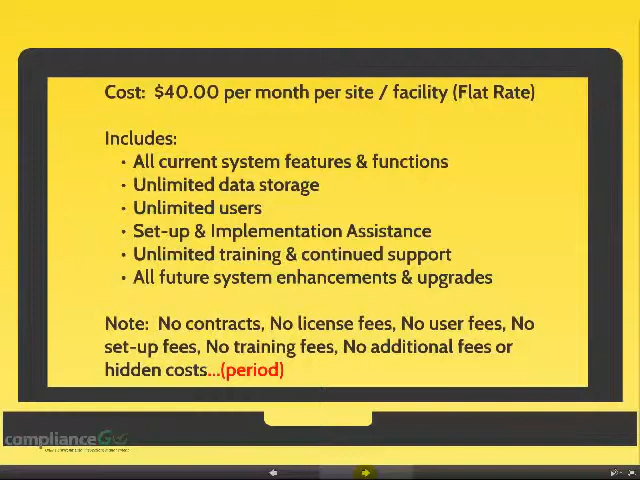 Cost:  $40.00 per month per site / facility (Flat Rate)
Includes:
• All current system features & functions
• Unlimited data storage
• Unlimited users
• Set-up & Implementation Assistance
• Unlimited training & continued support
• All future system enhancements & upgrades
Note:  No contracts, No license fees, No user fees, No
set-up fees, No training fees, No additional fees or
hidden costs...(period)
complianceGo